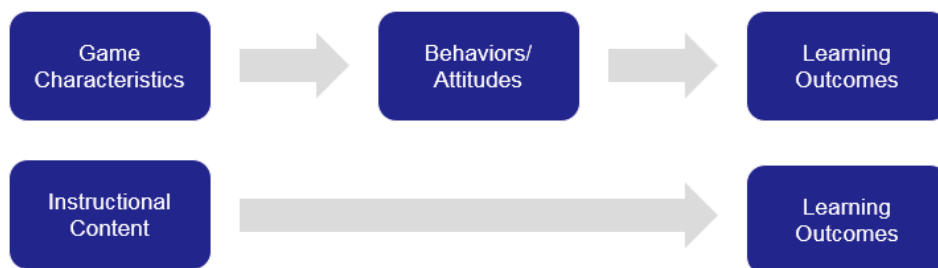 Game
Characteristics
Behaviors/
Attitudes
Learning
Outcomes
Instructional
Content
Learning
Outcomes